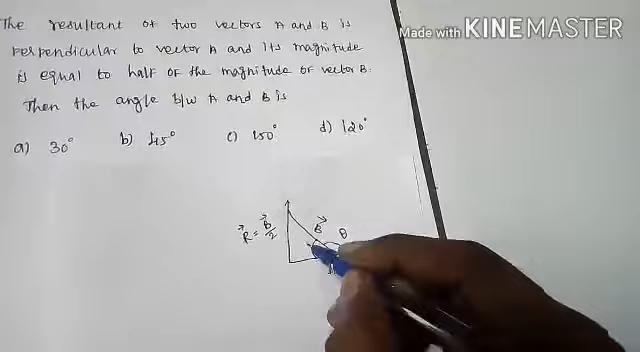 Made with KINEMASTER
The resultant of two vectors A and B is
perpendicular to vector A and its magnitude
is equal to half of the magnitude of vector B.
Then the angle b/w A and B is
a) 30° b) 45° c) 150° d) 120°
R = B/2 B θ